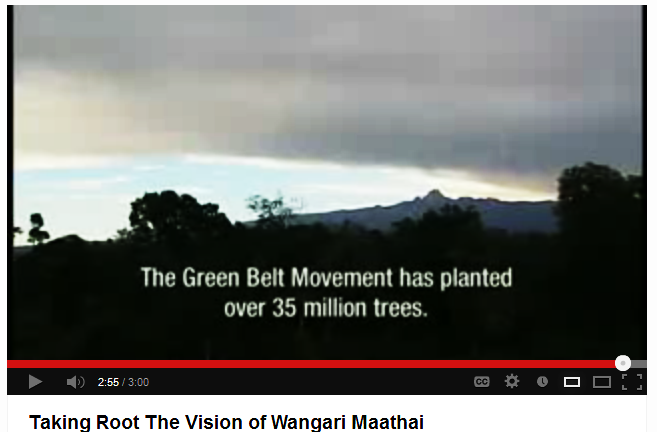 The Green Belt Movement has planted
over 35 million trees.
2:55 / 3:00
CC
Taking Root The Vision of Wangari Maathai